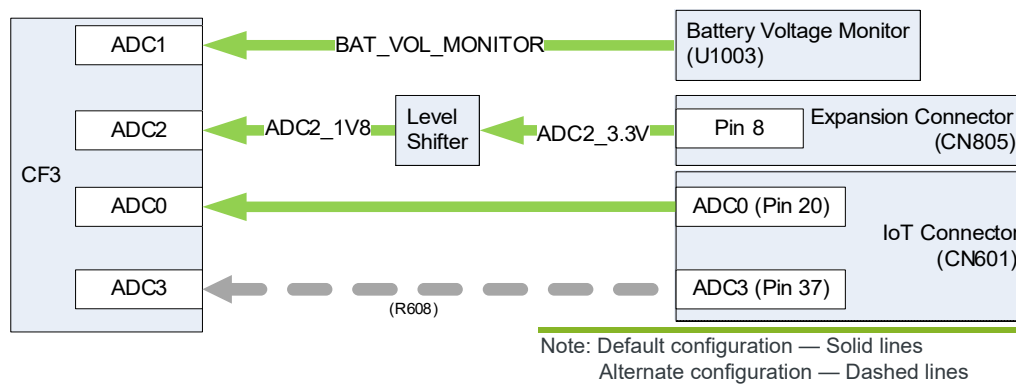 ADC1
BAT_VOL_MONITOR
Battery Voltage Monitor
(U1003)
ADC2
ADC2_1V8
Level
Shifter
ADC2_3.3V
Pin 8
Expansion Connector
(CN805)
CF3
ADC0
ADC0 (Pin 20)
IoT Connector
(CN601)
ADC3
(R608)
ADC3 (Pin 37)
Note: Default configuration — Solid lines
Alternate configuration — Dashed lines